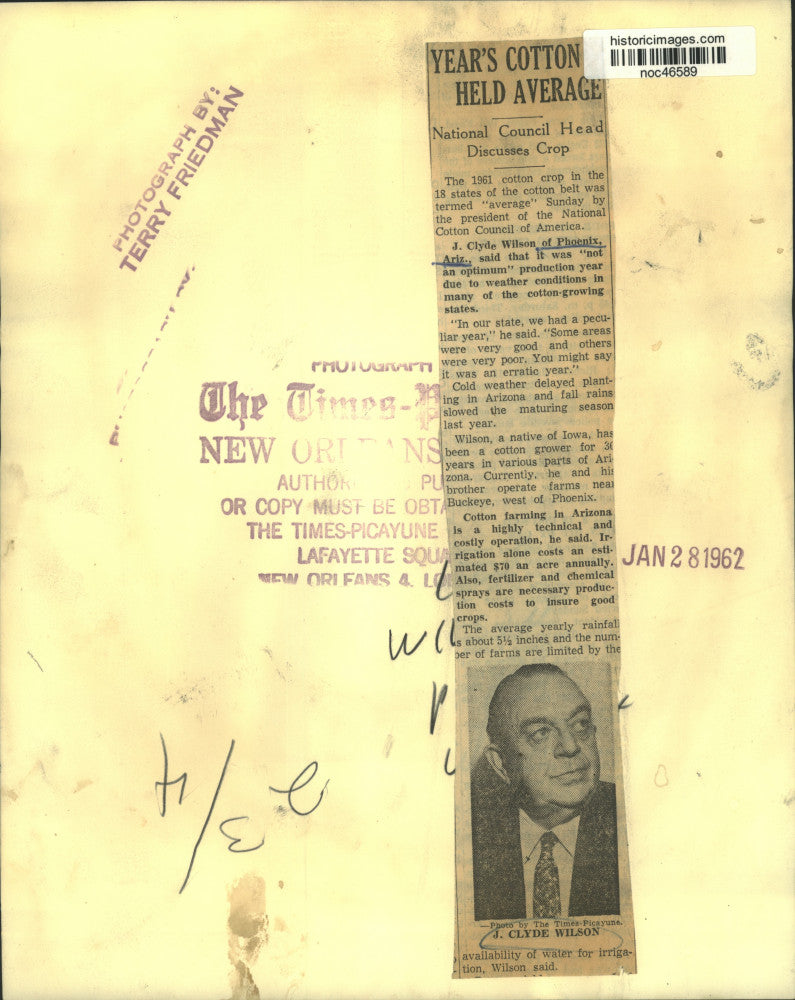 historicimages.com
noc46589
PHOTOGRAPH BY:
TERRY FRIEDMAN
YEAR'S COTTON
HELD AVERAGE
National Council Head
Discusses Crop
The 1961 cotton crop in the
18 states of the cotton belt was
termed "average" Sunday by
the president of the National
Cotton Council of America.
J. Clyde Wilson of Phoenix,
Ariz., said that it was "not
an optimum" production year
due to weather conditions in
many of the cotton-growing
states.
"In our state, we had a pecu-
liar year," he said. "Some areas
were very good and others
were very poor. You might say
it was an erratic year."
Cold weather delayed plant-
ing in Arizona and fall rains
slowed the maturing season
last year.
Wilson, a native of Iowa, has
been a cotton grower for 30
years in various parts of Ari
zona. Currently, he and his
brother operate farms near
Buckeye, west of Phoenix.
Cotton farming in Arizona
is a highly technical and
costly operation, he said. Ir-
rigation alone costs an esti-
mated $70 an acre annually.
Also, fertilizer and chemical
sprays are necessary produc-
tion costs to insure good
crops.
The average yearly rainfall
is about 5½ inches and the num-
ber of farms are limited by the
—Photo by The Times-Picayune.
J. CLYDE WILSON
availability of water for irriga-
tion, Wilson said.
PHOTOGRAPH
The Times-P
NEW ORLEANS
AUTHOR PU
OR COPY MUST BE OBTA
THE TIMES-PICAYUNE
LAFAYETTE SQUA
NEW ORLEANS 4, LO
JAN 28 1962